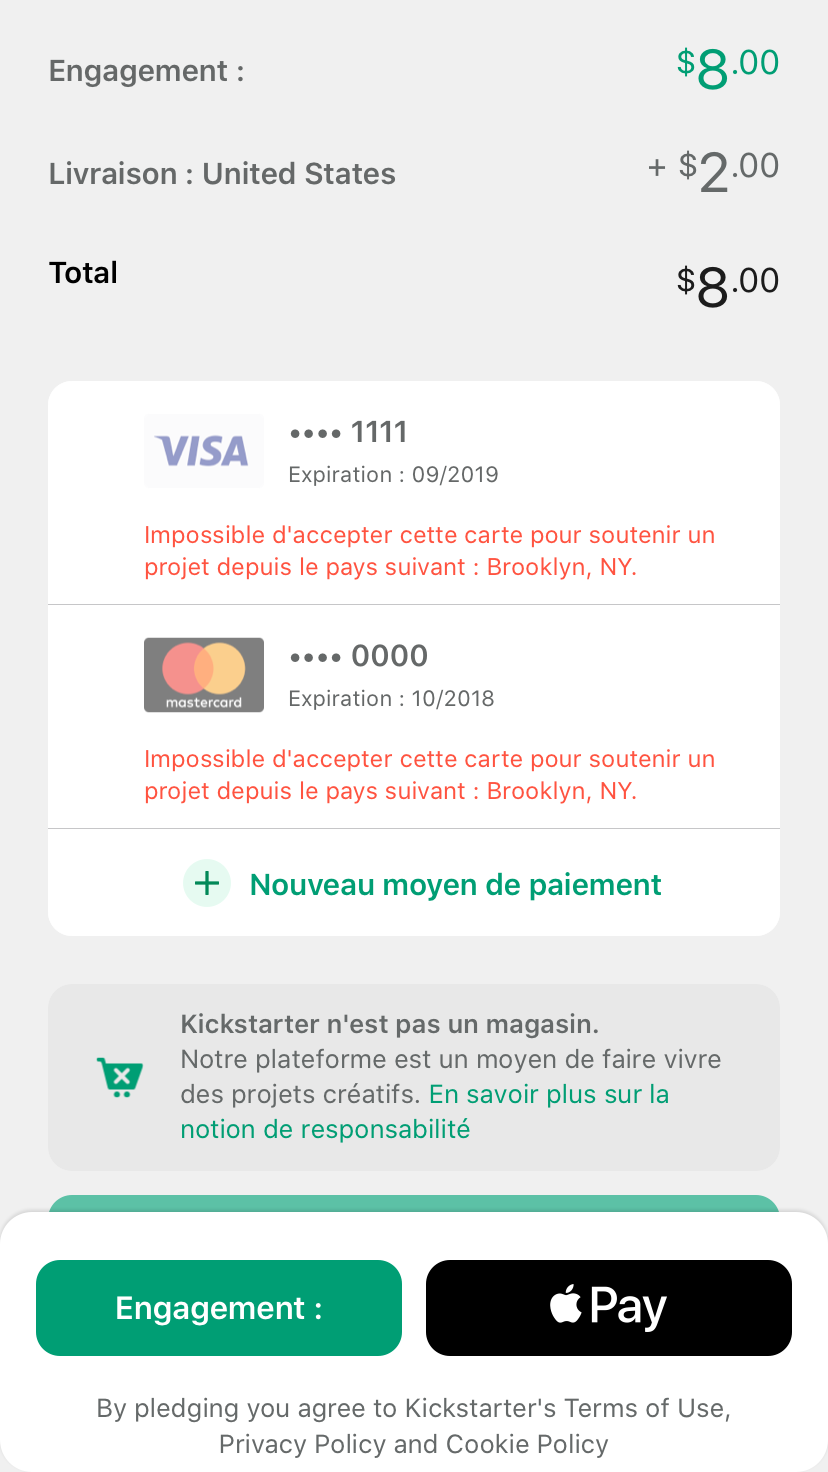 Engagement :
$8.00
Livraison : United States
+ $2.00
Total
$8.00
VISA
•••• 1111
Expiration : 09/2019
Impossible d'accepter cette carte pour soutenir un
projet depuis le pays suivant : Brooklyn, NY.
mastercard
•••• 0000
Expiration : 10/2018
Impossible d'accepter cette carte pour soutenir un
projet depuis le pays suivant : Brooklyn, NY.
+ Nouveau moyen de paiement
Kickstarter n'est pas un magasin.
Notre plateforme est un moyen de faire vivre
des projets créatifs. En savoir plus sur la
notion de responsabilité
Engagement :
Pay
By pledging you agree to Kickstarter's Terms of Use,
Privacy Policy and Cookie Policy